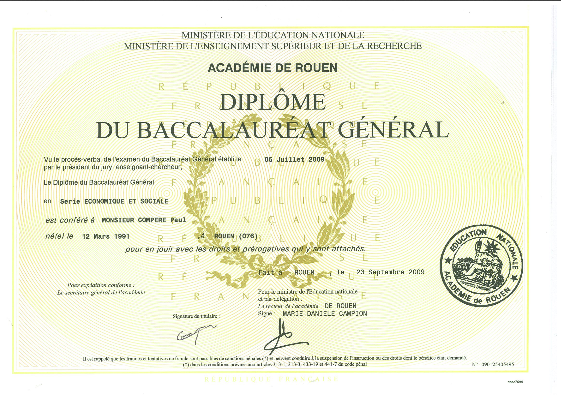 MINISTÈRE DE L'ÉDUCATION NATIONALE
MINISTÈRE DE L'ENSEIGNEMENT SUPÉRIEUR ET DE LA RECHERCHE
ACADÉMIE DE ROUEN
RÉPUBLIQUE
FRANÇAISE
DIPLÔME
DU BACCALAURÉAT GÉNÉRAL
Vu le procès-verbal de l'examen du Baccalauréat Général établi le 06 Juillet 2009
par le président du jury, enseignant-chercheur,
Le Diplôme du Baccalauréat Général
en Serie ECONOMIQUE ET SOCIALE
est conféré à MONSIEUR COMPERE Paul
né(e) le 12 Mars 1991 à ROUEN (076)
pour en jouir avec les droits et prérogatives qui y sont attachés.
Fait à ROUEN, le 23 Septembre 2009
Pour le ministre de l'Education nationale
et par délégation,
Le recteur de l'académie DE ROUEN
Signé : MARIE DANIELE CAMPION
Pour expédition conforme :
Le secrétaire général de l'académie
Signature du titulaire :
EDUCATION NATIONALE
ACADÉMIE DE ROUEN
RÉPUBLIQUE FRANÇAISE